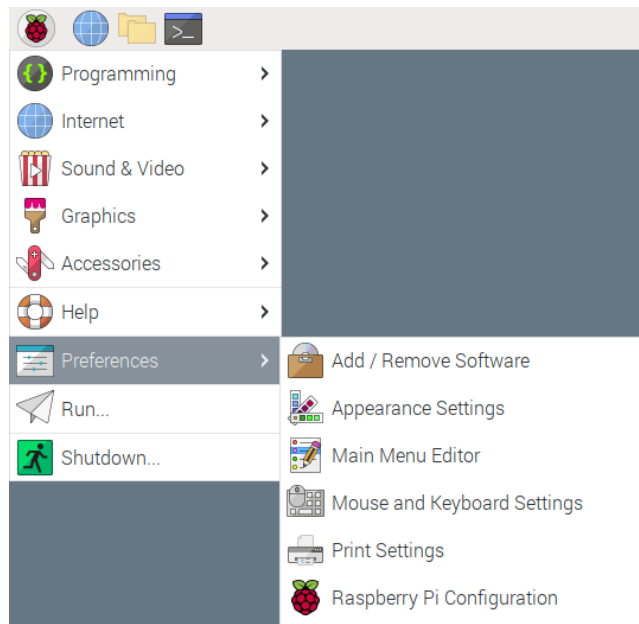 Programming
Internet
Sound & Video
Graphics
Accessories
Help
Preferences
Run...
Shutdown...
Add / Remove Software
Appearance Settings
Main Menu Editor
Mouse and Keyboard Settings
Print Settings
Raspberry Pi Configuration